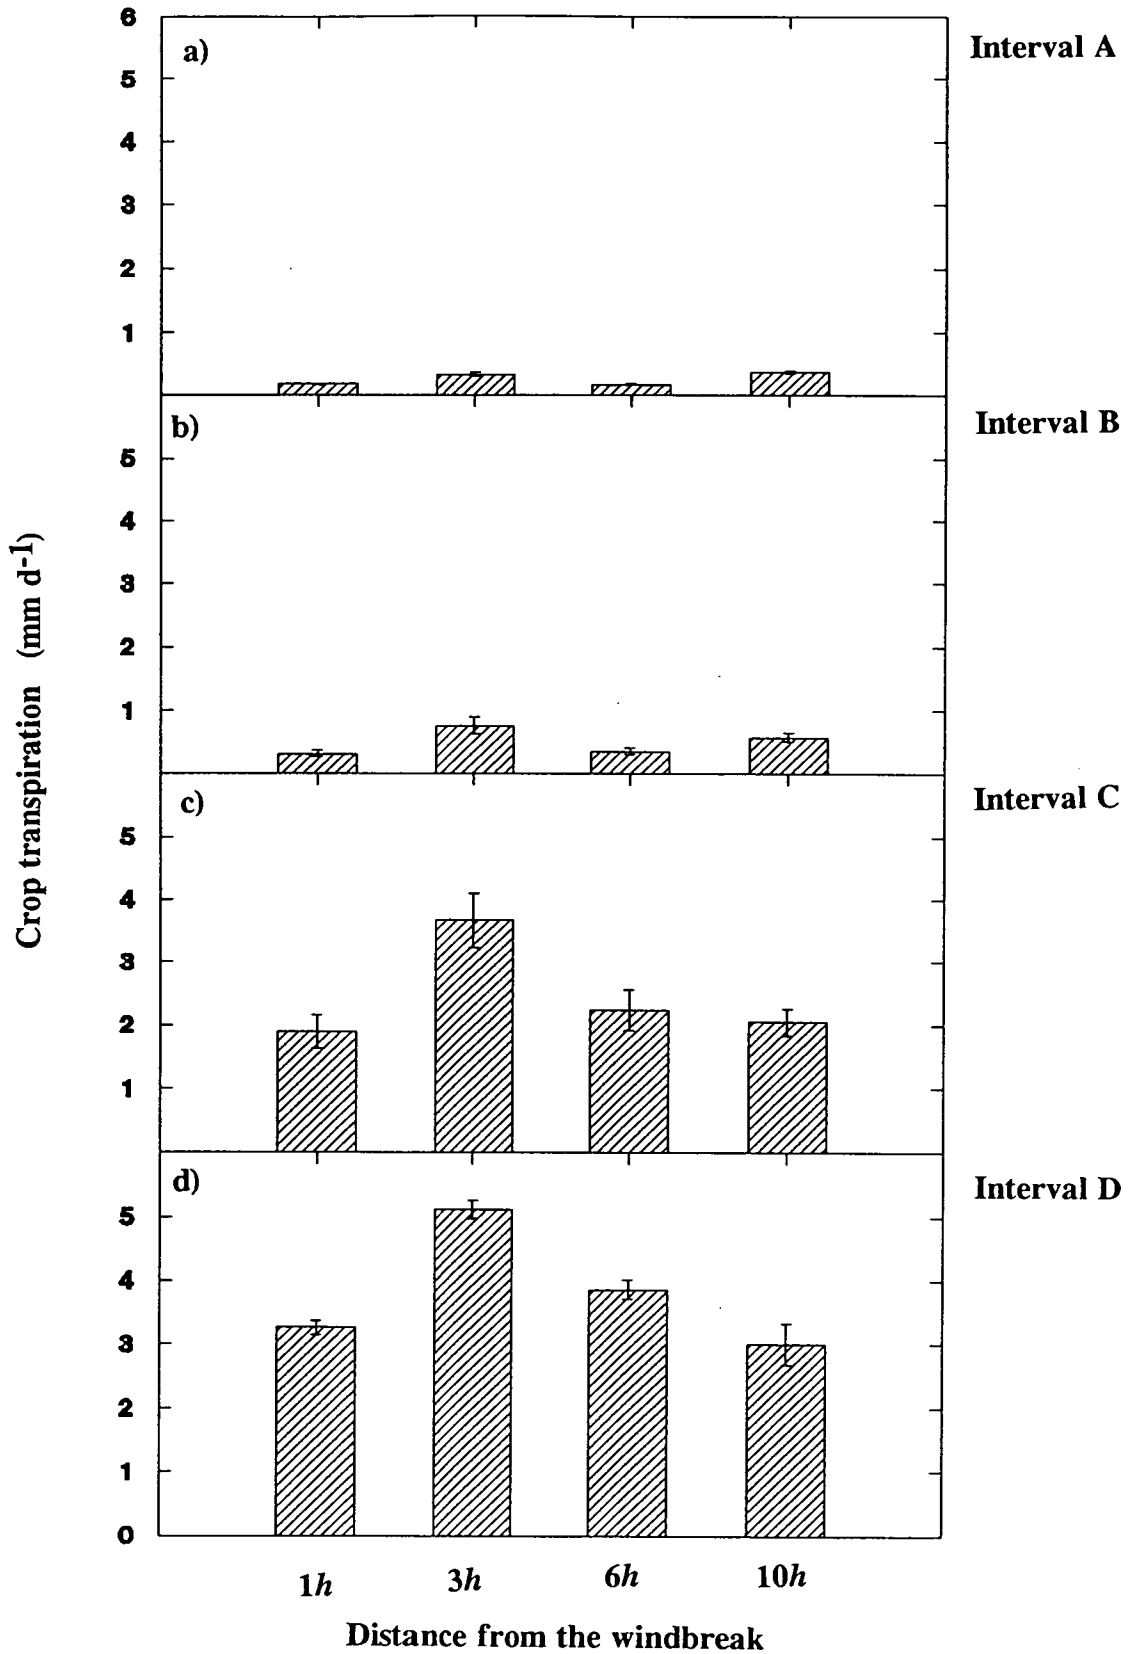 Crop transpiration (mm d-1)
a)
Interval A
6
5
4
3
2
1
b)
Interval B
5
4
3
2
1
c)
Interval C
5
4
3
2
1
d)
Interval D
5
4
3
2
1
0
1h 3h 6h 10h
Distance from the windbreak